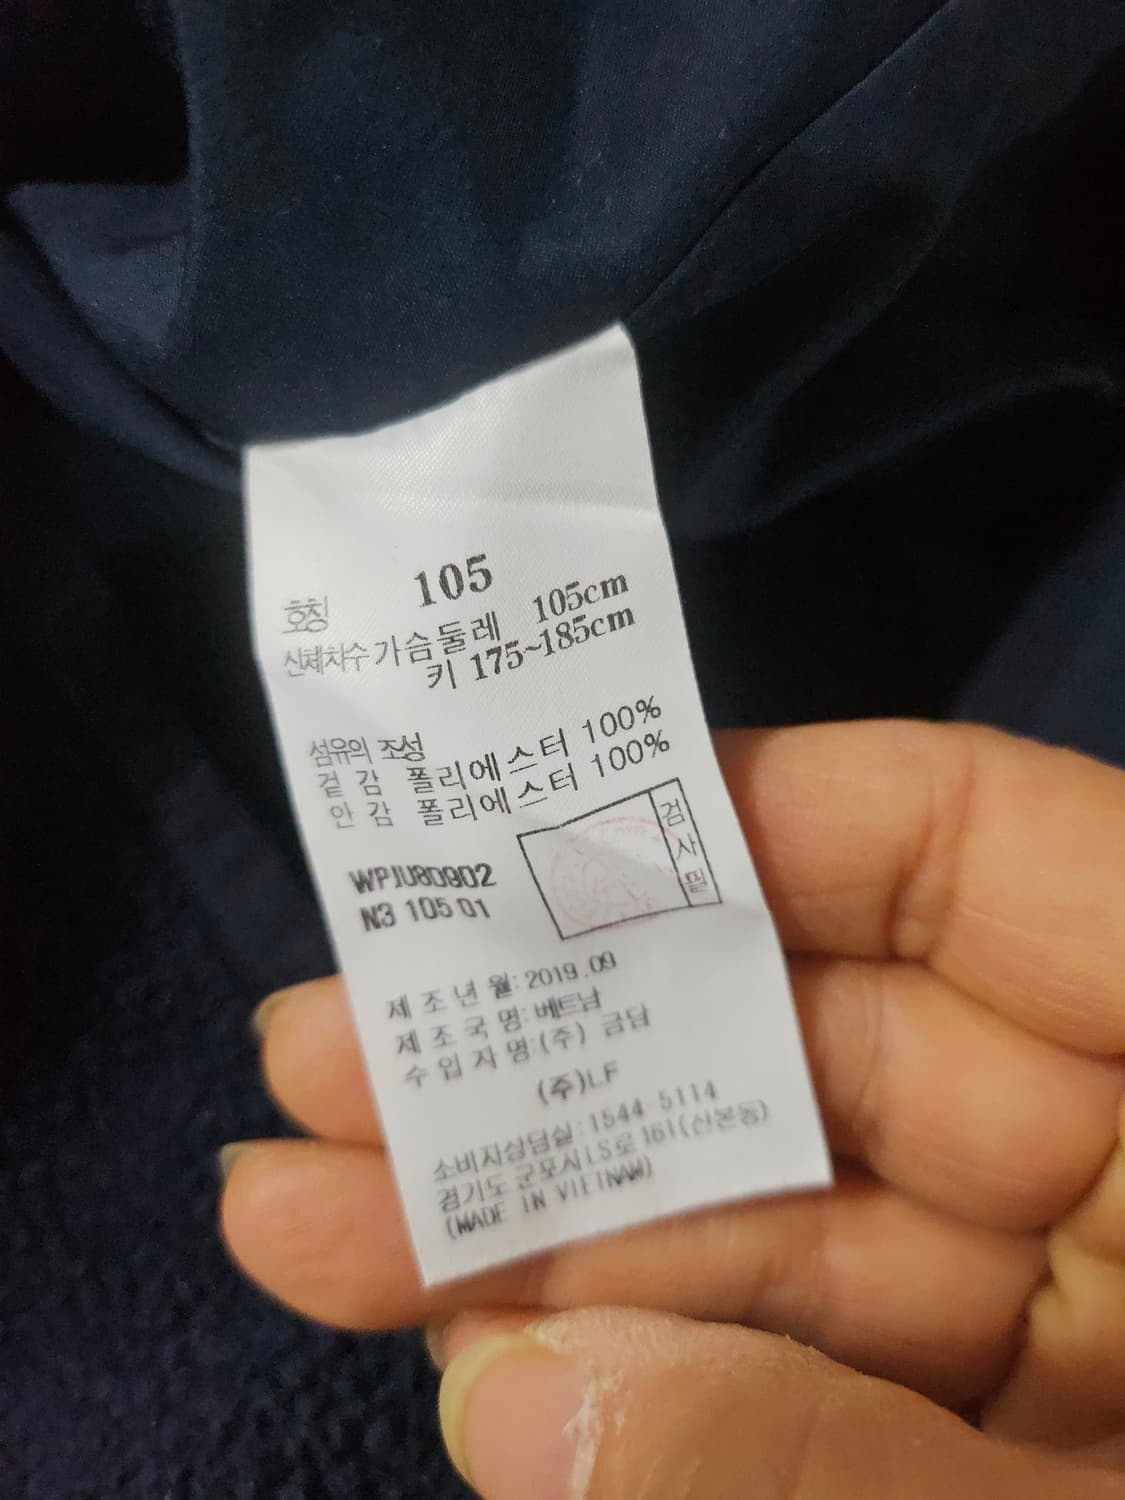 호칭 105
신체치수 가슴둘레 105cm
키 175~185cm
섬유의 조성
겉 감 폴리에스터 100%
안 감 폴리에스터 100%
검사필
WPJU80902
N3 105 01
제 조 년 월: 2019.09
제 조 국 명: 베트남
수 입 자 명:(주) 금담
(주)LF
소비자상담실: 1544-5114
경기도 군포시 LS로 161(산본동)
(MADE IN VIETNAM)